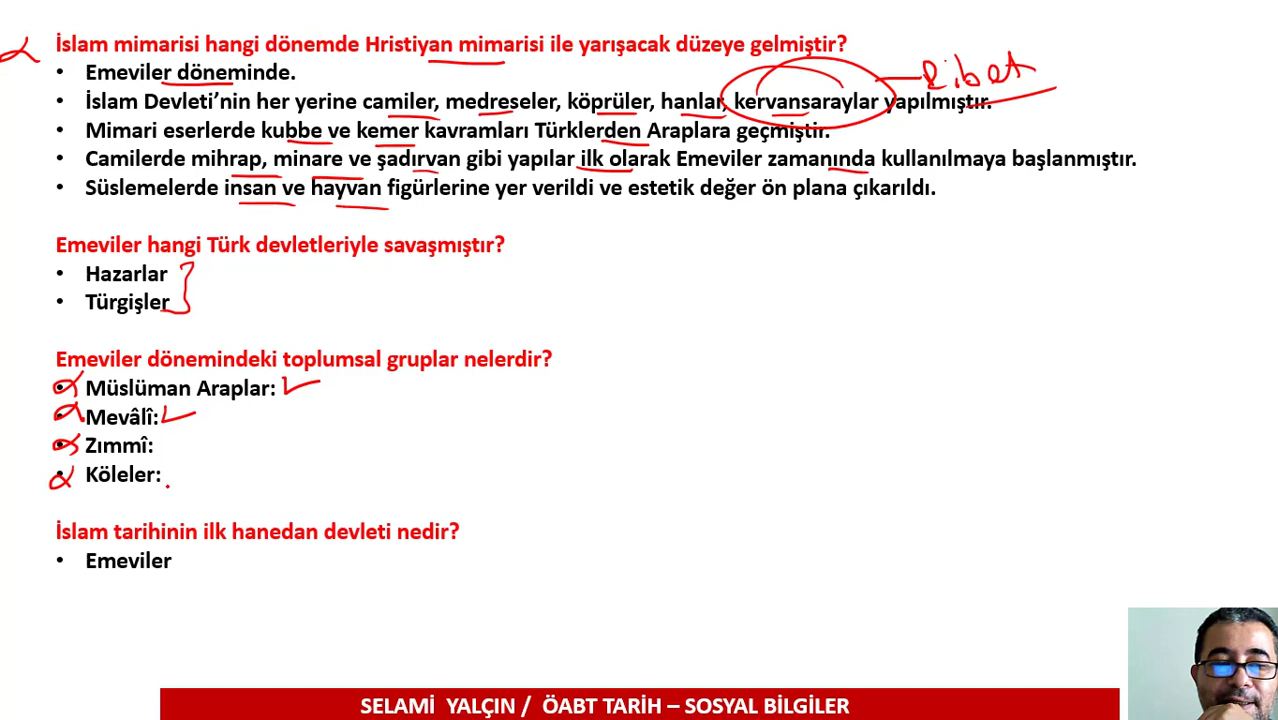 İslam mimarisi hangi dönemde Hristiyan mimarisi ile yarışacak düzeye gelmiştir?
• Emeviler döneminde.
Ribat
• İslam Devleti’nin her yerine camiler, medreseler, köprüler, hanlar, kervansaraylar yapılmıştır.
• Mimari eserlerde kubbe ve kemer kavramları Türklerden Araplara geçmiştir.
• Camilerde mihrap, minare ve şadırvan gibi yapılar ilk olarak Emeviler zamanında kullanılmaya başlanmıştır.
• Süslemelerde insan ve hayvan figürlerine yer verildi ve estetik değer ön plana çıkarıldı.
Emeviler hangi Türk devletleriyle savaşmıştır?
• Hazarlar
• Türgişler
Emeviler dönemindeki toplumsal gruplar nelerdir?
• Müslüman Araplar:
• Mevâlî:
• Zımmî:
• Köleler:
İslam tarihinin ilk hanedan devleti nedir?
• Emeviler
SELAMİ YALÇIN / ÖABT TARİH – SOSYAL BİLGİLER